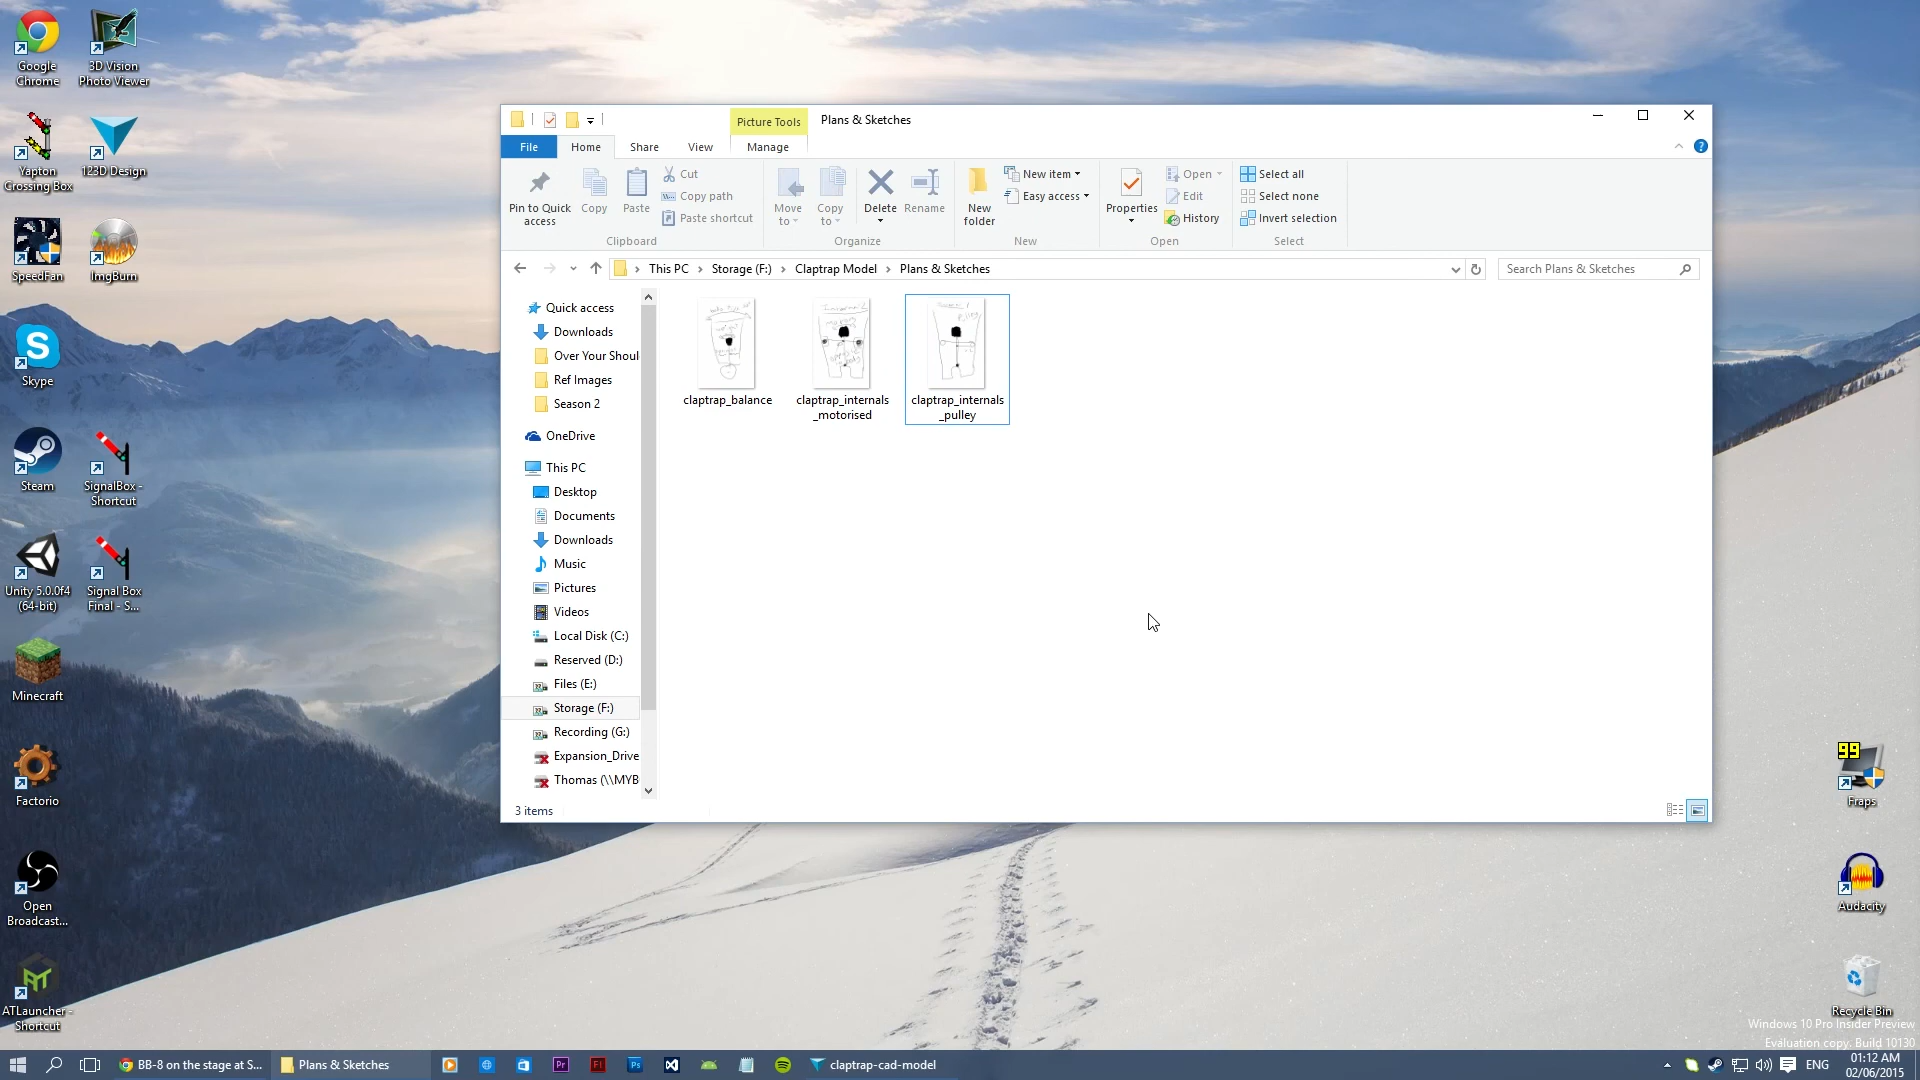 Google
Chrome
3D Vision
Photo Viewer
Yapton
Crossing Box
123D Design
SpeedFan
ImgBurn
Skype
Steam
SignalBox -
Shortcut
Unity 5.0.0f4
(64-bit)
Signal Box
Final - S...
Minecraft
Factorio
Open
Broadcast...
ATLauncher -
Shortcut
Picture Tools
Plans & Sketches
File
Home
Share
View
Manage
Pin to Quick
access
Copy
Paste
Cut
Copy path
Paste shortcut
Clipboard
Move
to
Copy
to
Delete
Rename
Organize
New
folder
New item
Easy access
New
Properties
Open
Edit
History
Open
Select all
Select none
Invert selection
Select
This PC
Storage (F:)
Claptrap Model
Plans & Sketches
Search Plans & Sketches
Quick access
Downloads
Over Your Shoul
Ref Images
Season 2
OneDrive
This PC
Desktop
Documents
Downloads
Music
Pictures
Videos
Local Disk (C:)
Reserved (D:)
Files (E:)
Storage (F:)
Recording (G:)
Expansion_Drive
Thomas (\\MYB
claptrap_balance
claptrap_internals
_motorised
claptrap_internals
_pulley
3 items
99
Fraps
Audacity
Recycle Bin
Windows 10 Pro Insider Preview
Evaluation copy. Build 10130
BB-8 on the stage at S...
Plans & Sketches
claptrap-cad-model
ENG
01:12 AM
02/06/2015